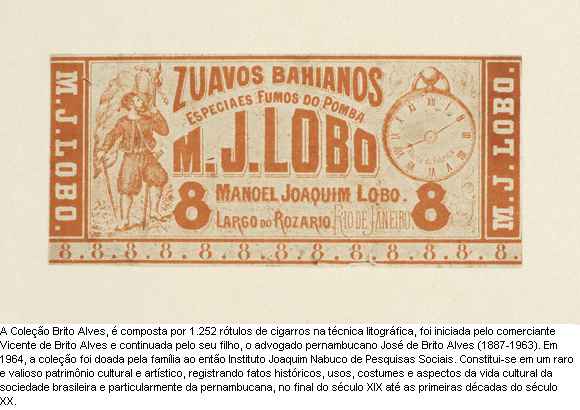 ZUAVOS BAHIANOS
ESPECIAES FUMOS DO POMBA
M.J.LOBO
M.J.LOBO.
M.J.LOBO.
MANOEL JOAQUIM LOBO.
8 LARGO DO ROZARIO RIO DE JANEIRO 8
8.8.8.8.8.8.8.8.8.8.8.8.8.8.8.8.8.8.
A Coleção Brito Alves, é composta por 1.252 rótulos de cigarros na técnica litográfica, foi iniciada pelo comerciante
Vicente de Brito Alves e continuada pelo seu filho, o advogado pernambucano José de Brito Alves (1887-1963). Em
1964, a coleção foi doada pela família ao então Instituto Joaquim Nabuco de Pesquisas Sociais. Constitui-se em um raro
e valioso patrimônio cultural e artístico, registrando fatos históricos, usos, costumes e aspectos da vida cultural da
sociedade brasileira e particularmente da pernambucana, no final do século XIX até as primeiras décadas do século
XX.